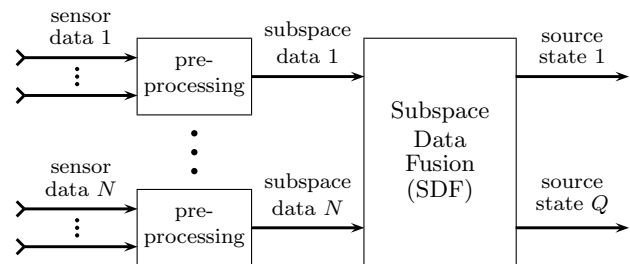 sensor
data 1
pre-
processing
subspace
data 1
Subspace
Data
Fusion
(SDF)
source
state 1
sensor
data N
pre-
processing
subspace
data N
source
state Q